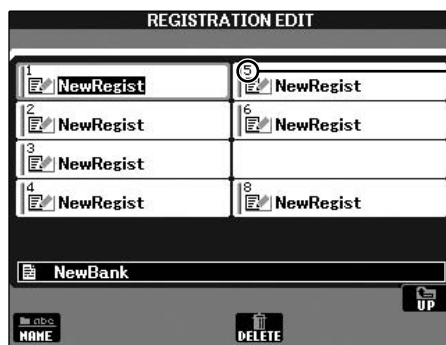 REGISTRATION EDIT
1 NewRegist
5 NewRegist
2 NewRegist
6 NewRegist
3 NewRegist
4 NewRegist
8 NewRegist
NewBank
UP
abc
NAME
DELETE